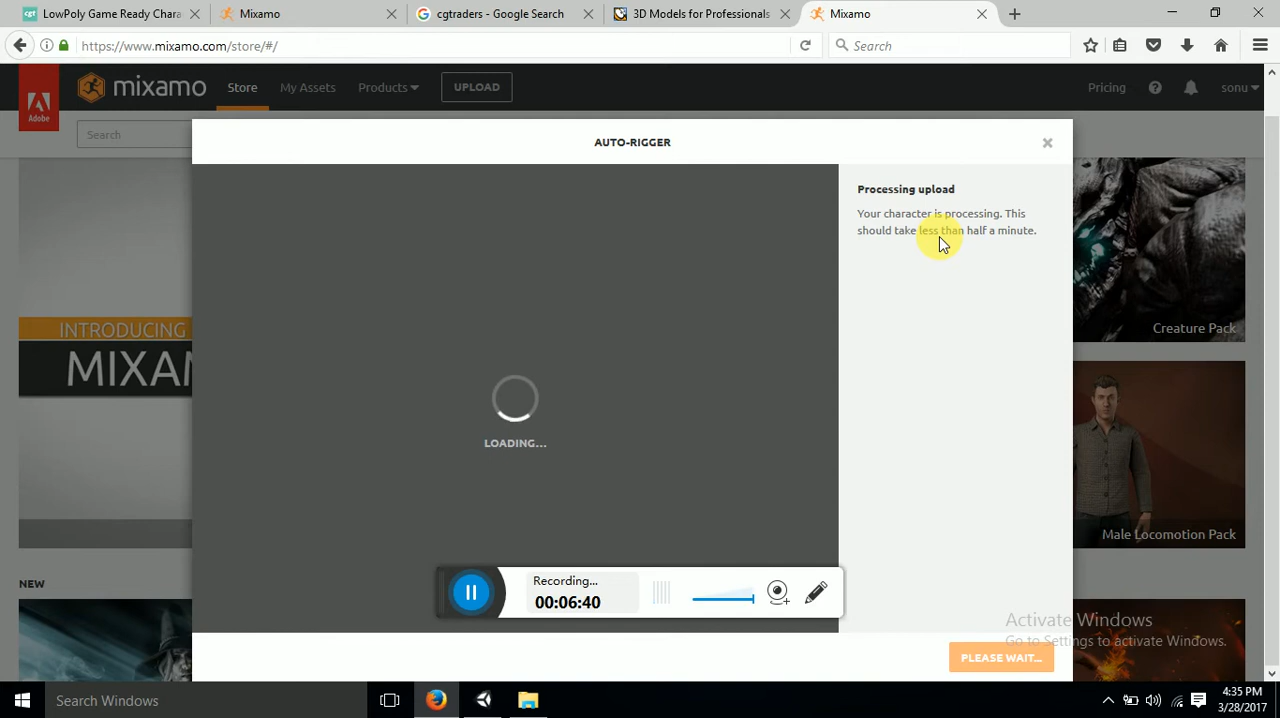 LowPoly Game Ready Chara
Mixamo
cgtraders - Google Search
3D Models for Professionals
Mixamo
https://www.mixamo.com/store/#/
Search
Adobe
mixamo
Store
My Assets
Products
UPLOAD
Pricing
sonu
Search
AUTO-RIGGER
Processing upload
Your character is processing. This
should take less than half a minute.
LOADING...
INTRODUCING
MIXAM
Creature Pack
Male Locomotion Pack
NEW
Recording...
00:06:40
Activate Windows
Go to Settings to activate Windows.
PLEASE WAIT...
Search Windows
4:35 PM
3/28/2017